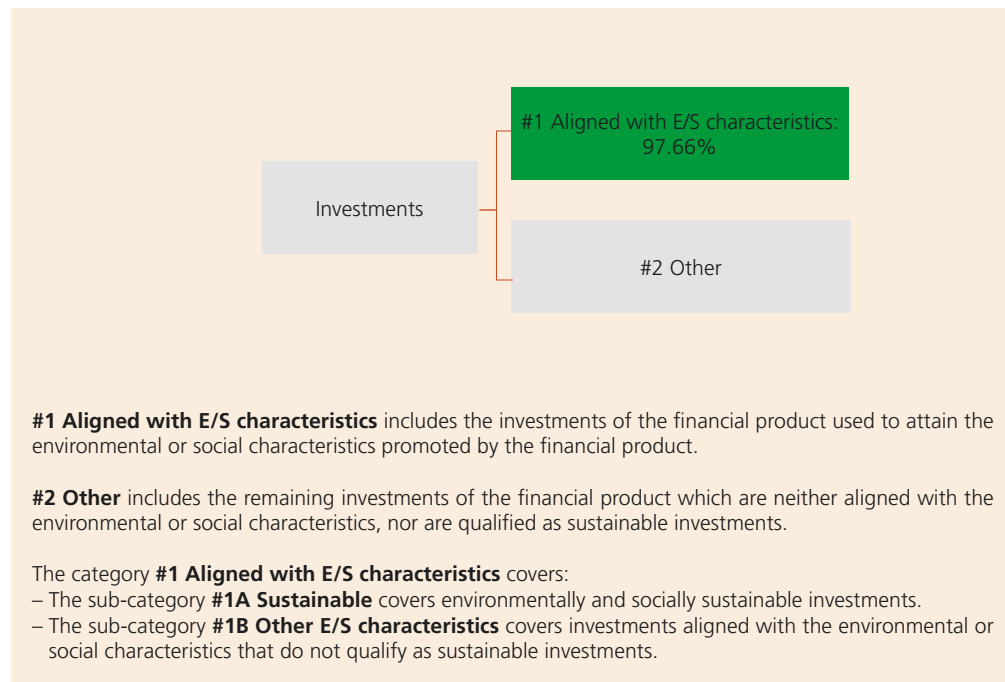 #1 Aligned with E/S characteristics:
97.66%
Investments
#2 Other
#1 Aligned with E/S characteristics includes the investments of the financial product used to attain the
environmental or social characteristics promoted by the financial product.
#2 Other includes the remaining investments of the financial product which are neither aligned with the
environmental or social characteristics, nor are qualified as sustainable investments.
The category #1 Aligned with E/S characteristics covers:
– The sub-category #1A Sustainable covers environmentally and socially sustainable investments.
– The sub-category #1B Other E/S characteristics covers investments aligned with the environmental or
social characteristics that do not qualify as sustainable investments.